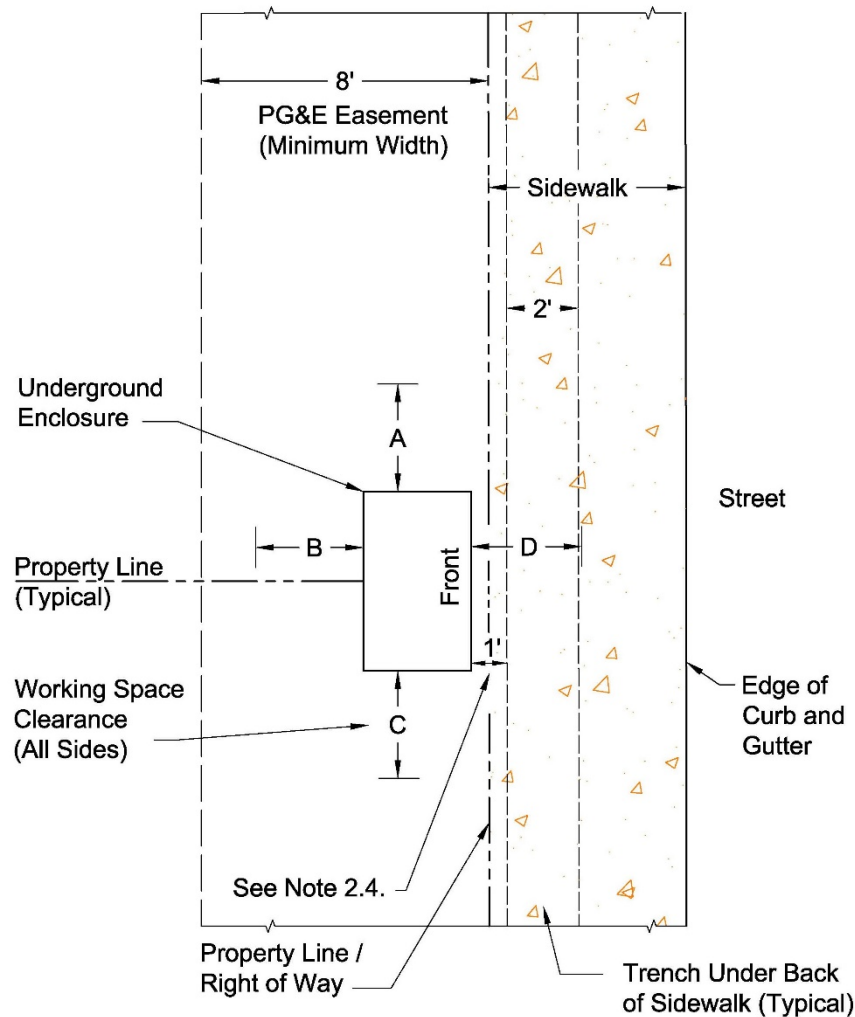 8'
PG&E Easement
(Minimum Width)
Sidewalk
2'
Underground
Enclosure
A
Street
B
Front
D
Property Line
(Typical)
1'
Working Space
Clearance
(All Sides)
C
Edge of
Curb and
Gutter
See Note 2.4.
Property Line /
Right of Way
Trench Under Back
of Sidewalk (Typical)